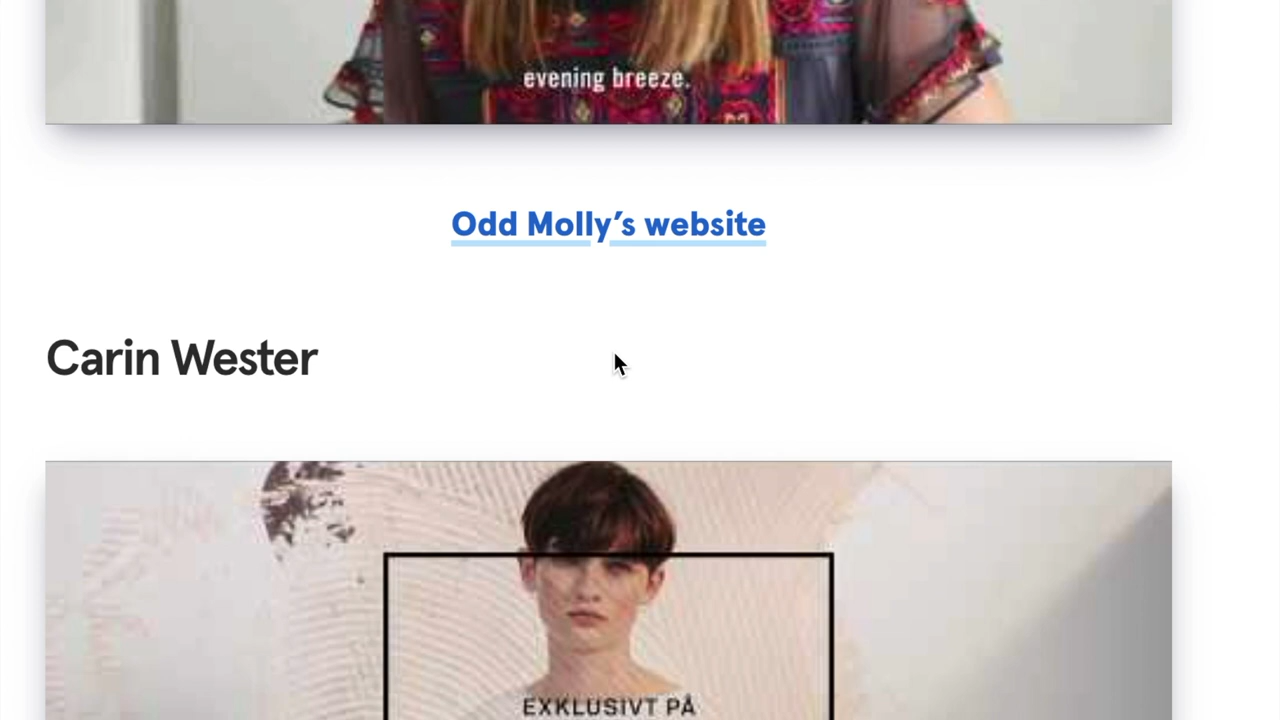 evening breeze.
Odd Molly’s website
Carin Wester
EXKLUSIVT PÅ